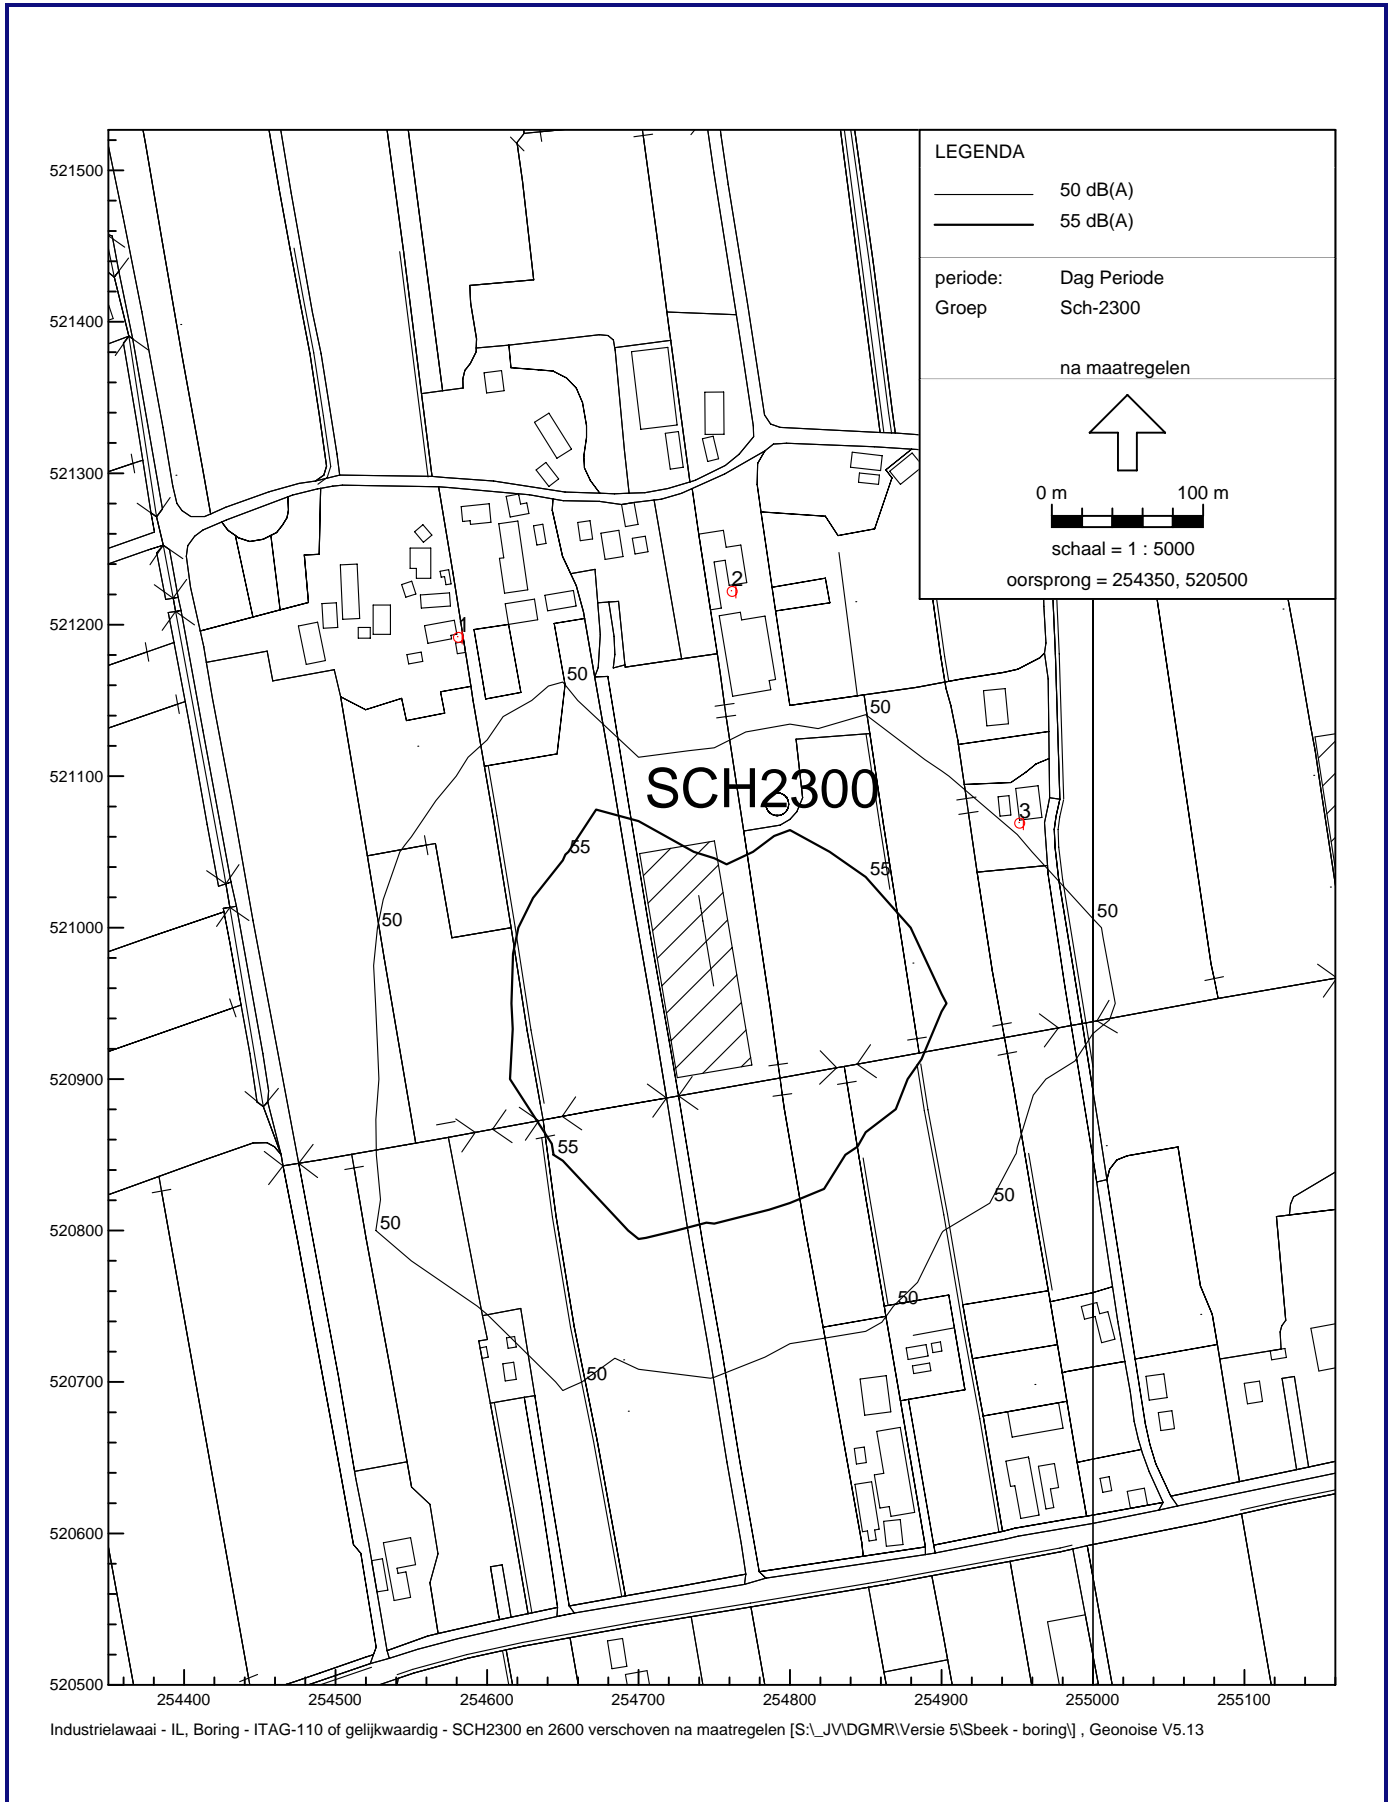 LEGENDA
50 dB(A)
55 dB(A)
periode: Dag Periode
Groep Sch-2300
na maatregelen
0 m 100 m
schaal = 1 : 5000
oorsprong = 254350, 520500
521500
521400
521300
521200
521100
521000
520900
520800
520700
520600
520500
2
1
50
50
SCH2300
3
55
55
50
50
55
50
50
50
50
254400 254500 254600 254700 254800 254900 255000 255100
Industrielawaai - IL, Boring - ITAG-110 of gelijkwaardig - SCH2300 en 2600 verschoven na maatregelen [S:\_JV\DGMR\Versie 5\Sbeek - boring\] , Geonoise V5.13